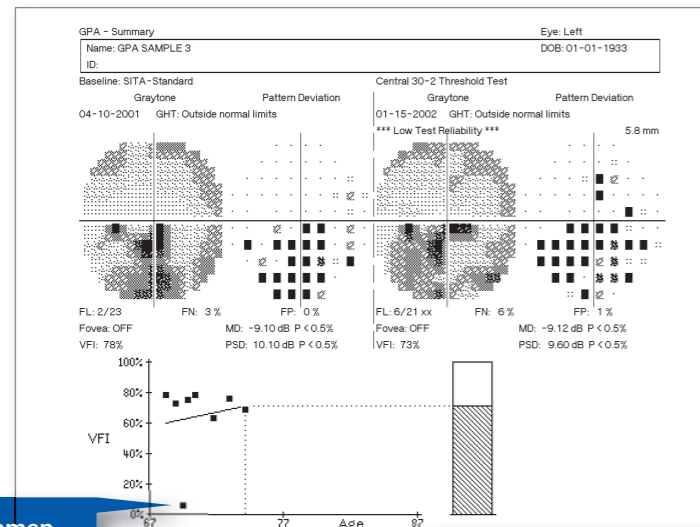 GPA - Summary Eye: Left
Name: GPA SAMPLE 3 DOB: 01-01-1933
ID:
Baseline: SITA-Standard Central 30-2 Threshold Test
Graytone Pattern Deviation Graytone Pattern Deviation
04-10-2001 GHT: Outside normal limits 01-15-2002 GHT: Outside normal limits
*** Low Test Reliability *** 5.8 mm
FL: 2/23 FN: 3 % FP: 0 % FL: 6/21 xx FN: 6 % FP: 1 %
Fovea: OFF MD: -9.10 dB P < 0.5% Fovea: OFF MD: -9.12 dB P < 0.5%
VFI: 78% PSD: 10.10 dB P < 0.5% VFI: 73% PSD: 9.60 dB P < 0.5%
100%
80%
60%
VFI
40%
20%
0%
67 77 Age 87